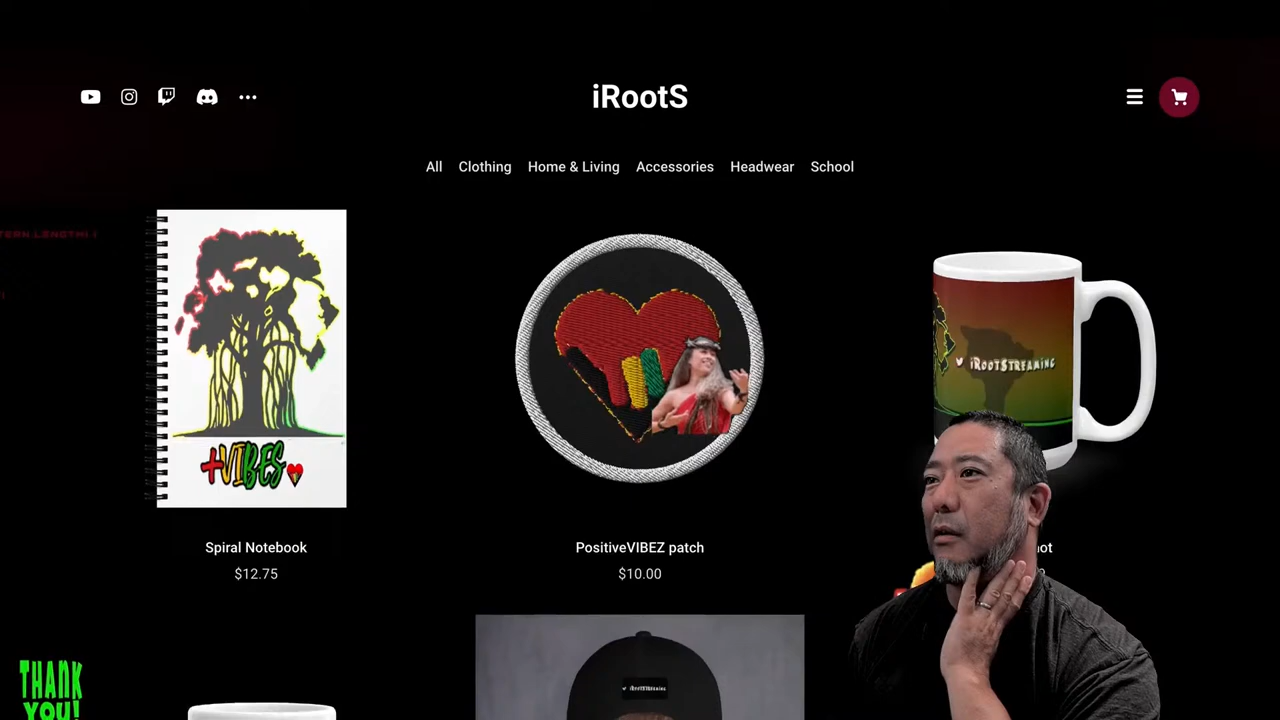 iRootS
All Clothing Home & Living Accessories Headwear School
+VIBES
iRootStreaming
Spiral Notebook
PositiveVIBEZ patch
$12.75
$10.00
iRootStreaming
THANK
YOU!